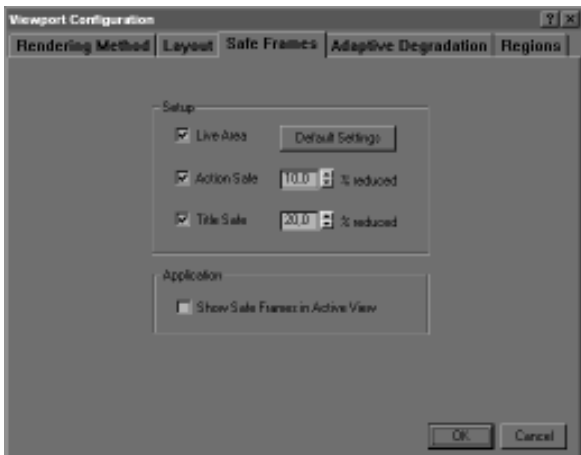 Viewport Configuration
Rendering Method Layout Safe Frames Adaptive Degradation Regions
Setup
Live Area Default Settings
Action Safe 10,0 % reduced
Title Safe 20,0 % reduced
Application
Show Safe Frames in Active View
OK Cancel